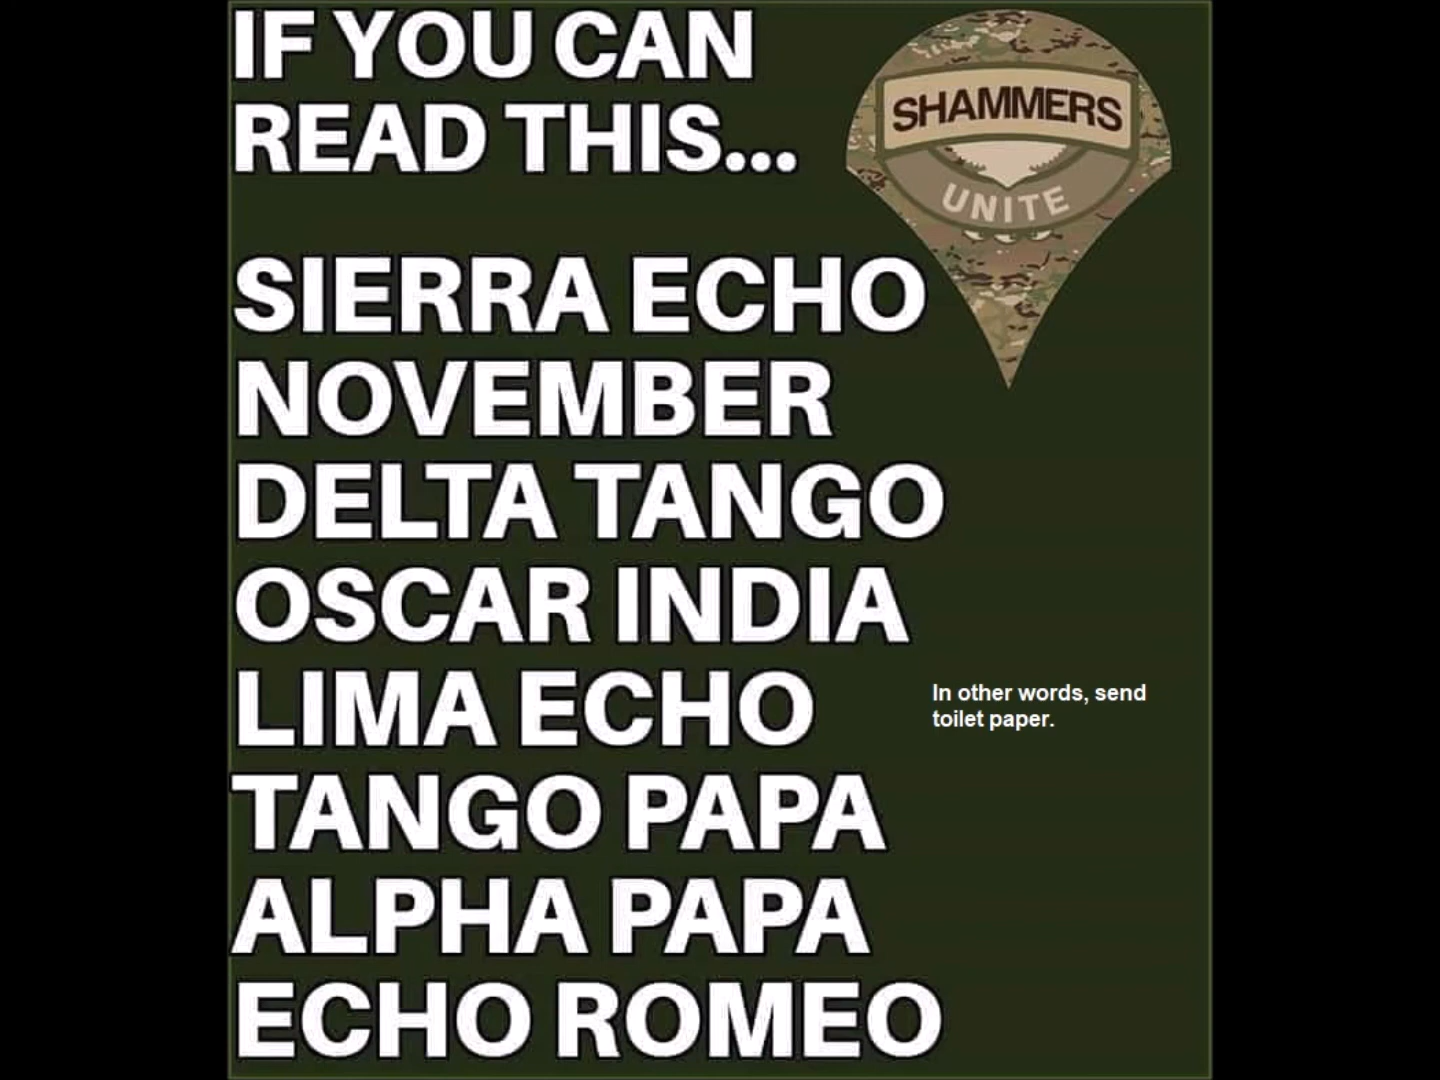 IF YOU CAN
READ THIS...
SHAMMERS
UNITE
SIERRA ECHO
NOVEMBER
DELTA TANGO
OSCAR INDIA
LIMA ECHO
In other words, send
toilet paper.
TANGO PAPA
ALPHA PAPA
ECHO ROMEO